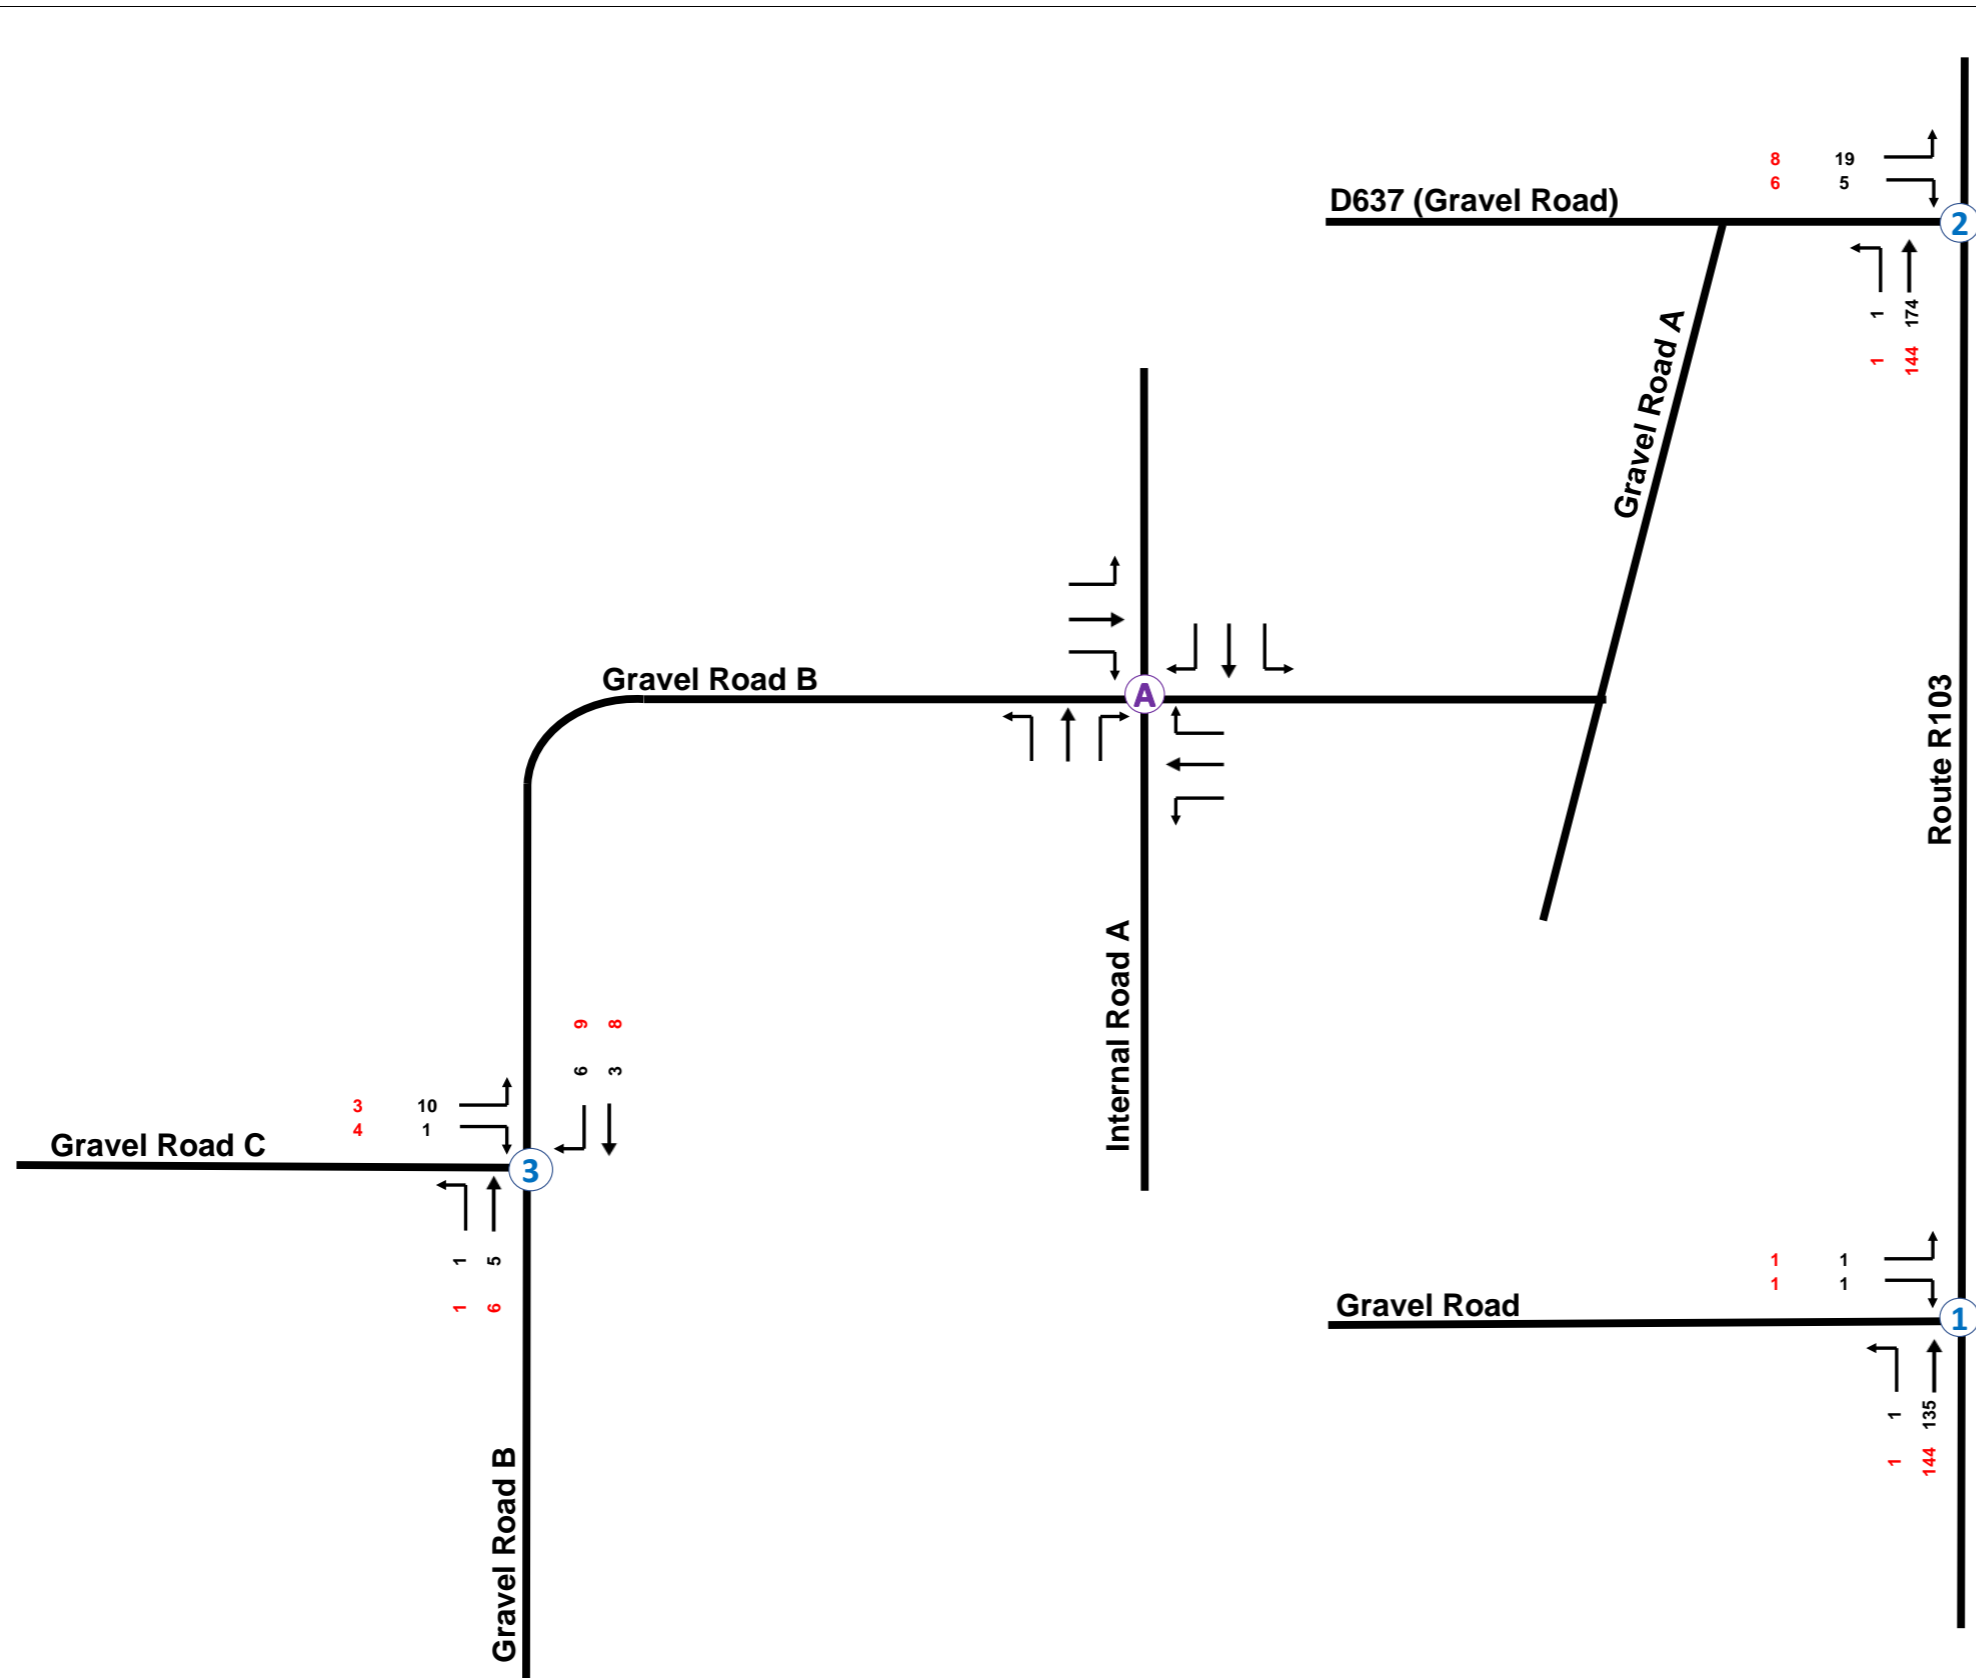 8 19
6 5
D637 (Gravel Road)
2
1 174
1 144
Gravel Road A
Gravel Road B
A
Route R103
Internal Road A
9 8
6 3
3 10
4 1
Gravel Road C
3
1 5
1 6
1 1
1 1
Gravel Road
1
1 135
1 144
Gravel Road B